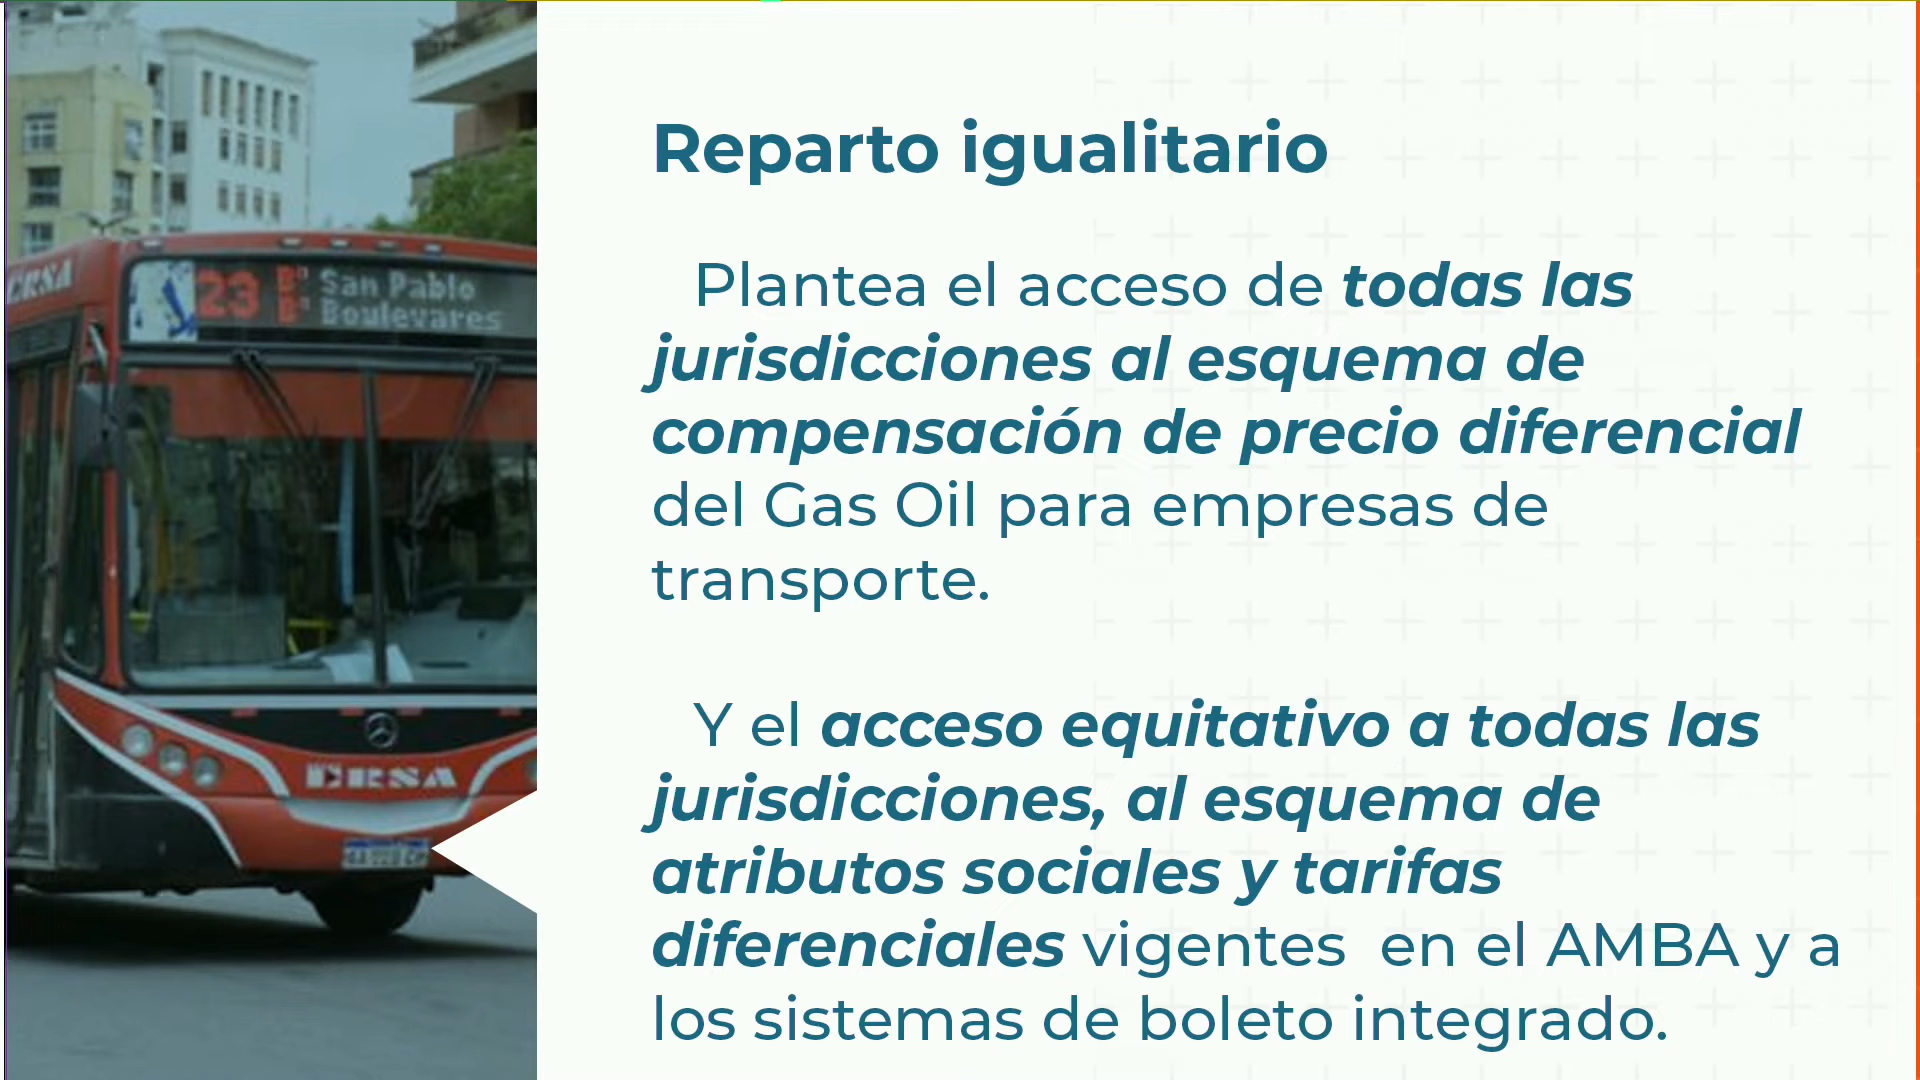 Reparto igualitario
Plantea el acceso de todas las
jurisdicciones al esquema de
compensación de precio diferencial
del Gas Oil para empresas de
transporte.
Y el acceso equitativo a todas las
jurisdicciones, al esquema de
atributos sociales y tarifas
diferenciales vigentes en el AMBA y a
los sistemas de boleto integrado.
ERSA
23 Bº San Pablo
Bº Boulevares
ERSA